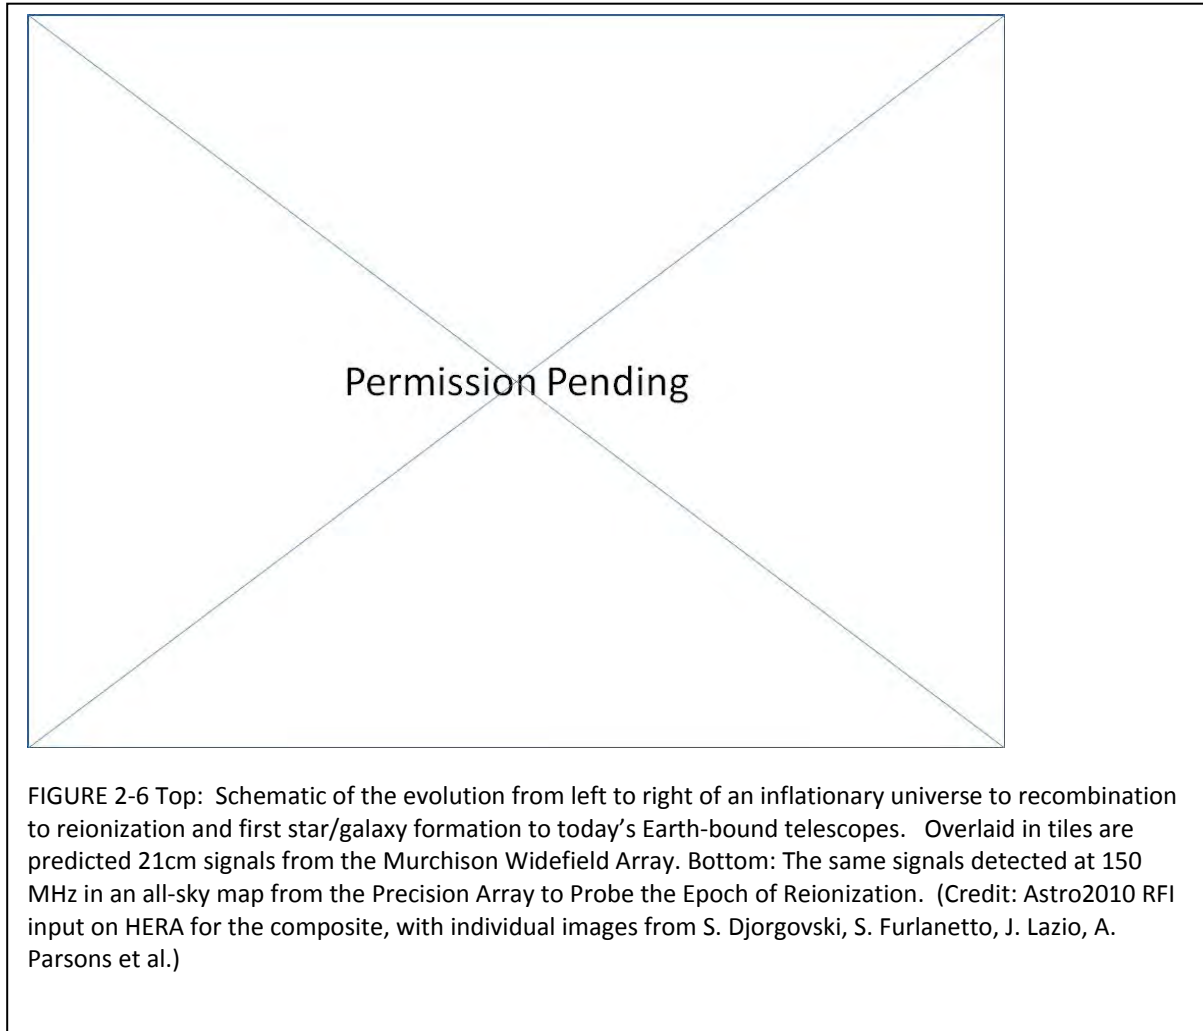 Permission Pending
FIGURE 2-6 Top:  Schematic of the evolution from left to right of an inflationary universe to recombination
to reionization and first star/galaxy formation to today’s Earth-bound telescopes.   Overlaid in tiles are
predicted 21cm signals from the Murchison Widefield Array. Bottom: The same signals detected at 150
MHz in an all-sky map from the Precision Array to Probe the Epoch of Reionization.  (Credit: Astro2010 RFI
input on HERA for the composite, with individual images from S. Djorgovski, S. Furlanetto, J. Lazio, A.
Parsons et al.)